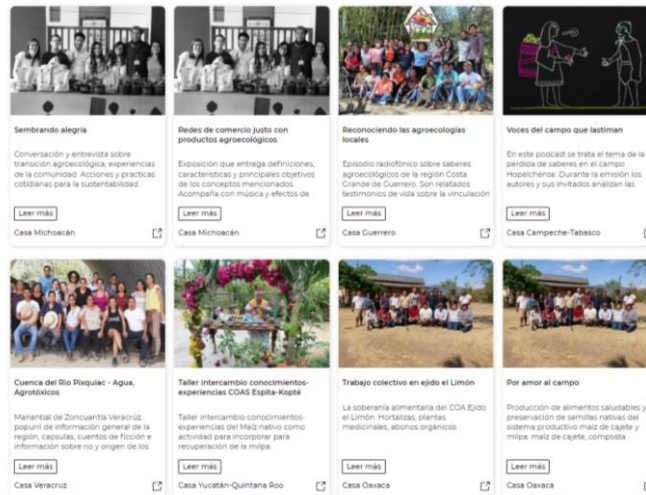 Sembrando alegría
Conversación y entrevista sobre
transición agroecológica, experiencias
de la comunidad. Acciones y practicas
cotidianas para la sustentabilidad.
Leer más
Casa Michoacán
Redes de comercio justo con
productos agroecológicos
Exposición que entrega definiciones,
características y principales objetivos
de los conceptos mencionados.
Acompaña con música y efectos de
Leer más
Casa Michoacán
Reconociendo las agroecologías
locales
Episodio radiofónico sobre saberes
agroecológicos de la región Costa
Grande de Guerrero. Son relatados
testimonios de vida sobre la vinculación
Leer más
Casa Guerrero
Voces del campo que lastiman
En este podcast se trata el tema de la
perdida de saberes en el campo
Hopelchense. Durante la emisión los
autores y sus invitados analizan las
Leer más
Casa Campeche-Tabasco
Cuenca del Rio Pixquiac - Agua,
Agrotóxicos
Manantial de Zoncuantla Veracruz,
popurrí de información general de la
región, capsulas, cuentos de ficción e
información sobre rio y origen de los
Leer más
Casa Veracruz
Taller intercambio conocimientos-
experiencias COAS Espita-Kopté
Taller intercambio conocimientos-
experiencias del Maíz nativo como
actividad para incorporar para
recuperación de la milpa.
Leer más
Casa Yucatán-Quintana Roo
Trabajo colectivo en ejido el Limón
La soberanía alimentaria del COA Ejido
el Limón. Hortalizas, plantas
medicinales, abonos orgánicos
Leer más
Casa Oaxaca
Por amor al campo
Producción de alimentos saludables y
preservación de semillas nativas del
sistema productivo maíz de cajete y
milpa. maíz de cajete, composta
Leer más
Casa Oaxaca